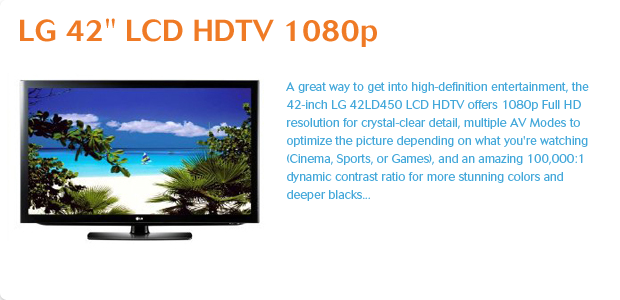 LG 42" LCD HDTV 1080p
A great way to get into high-definition entertainment, the
42-inch LG 42LD450 LCD HDTV offers 1080p Full HD
resolution for crystal-clear detail, multiple AV Modes to
optimize the picture depending on what you're watching
(Cinema, Sports, or Games), and an amazing 100,000:1
dynamic contrast ratio for more stunning colors and
deeper blacks...
LG